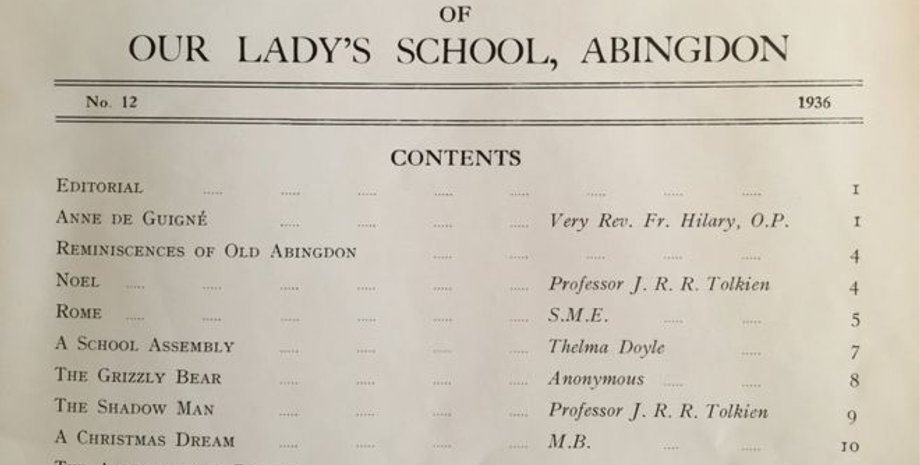 OF
OUR LADY'S SCHOOL, ABINGDON
No. 12 1936
CONTENTS
EDITORIAL ..... ..... ..... ..... ..... ..... ..... ..... 1
ANNE DE GUIGNÉ ..... ..... ..... ..... Very Rev. Fr. Hilary, O.P. 1
REMINISCENCES OF OLD ABINGDON ..... ..... ..... ..... ..... 4
NOEL ..... ..... ..... ..... ..... ..... Professor J. R. R. Tolkien 4
ROME ..... ..... ..... ..... ..... ..... S.M.E. ..... ..... 5
A SCHOOL ASSEMBLY ..... ..... ..... ..... Thelma Doyle ..... 7
THE GRIZZLY BEAR ..... ..... ..... ..... Anonymous ..... ..... 8
THE SHADOW MAN ..... ..... ..... ..... Professor J. R. R. Tolkien 9
A CHRISTMAS DREAM ..... ..... ..... ..... M.B. ..... ..... 10